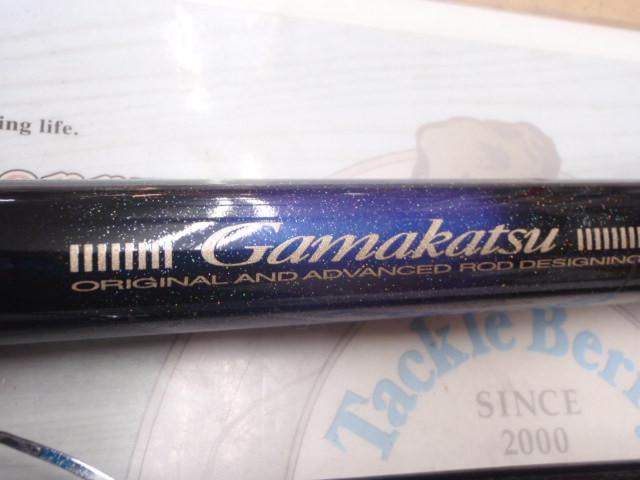 ing life.
Gamakatsu
ORIGINAL AND ADVANCED ROD DESIGNING
Tackle Berr
SINCE
2000